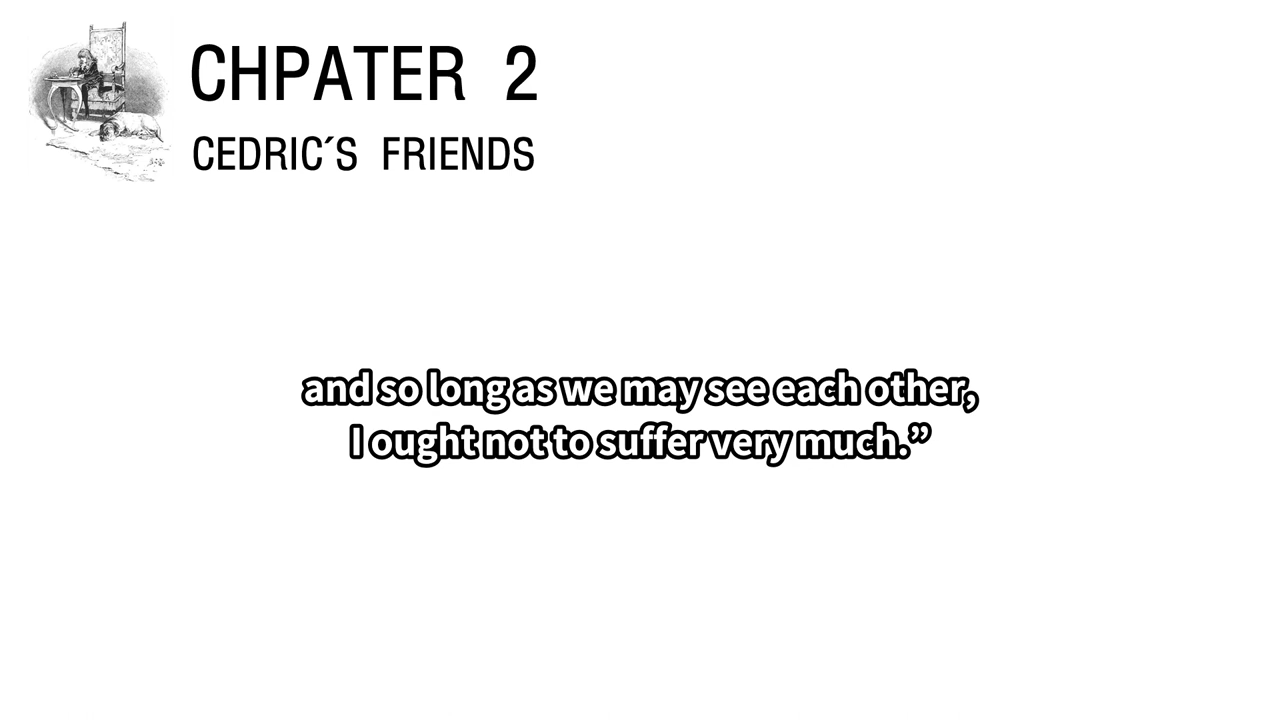 CHPATER 2
CEDRIC´S FRIENDS
and so long as we may see each other,
I ought not to suffer very much.”